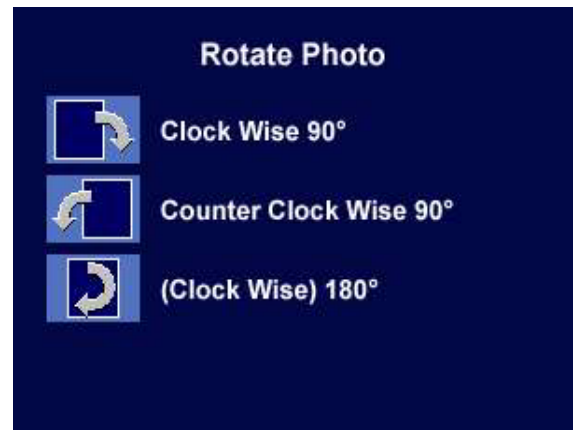 Rotate Photo
Clock Wise 90°
Counter Clock Wise 90°
(Clock Wise) 180°